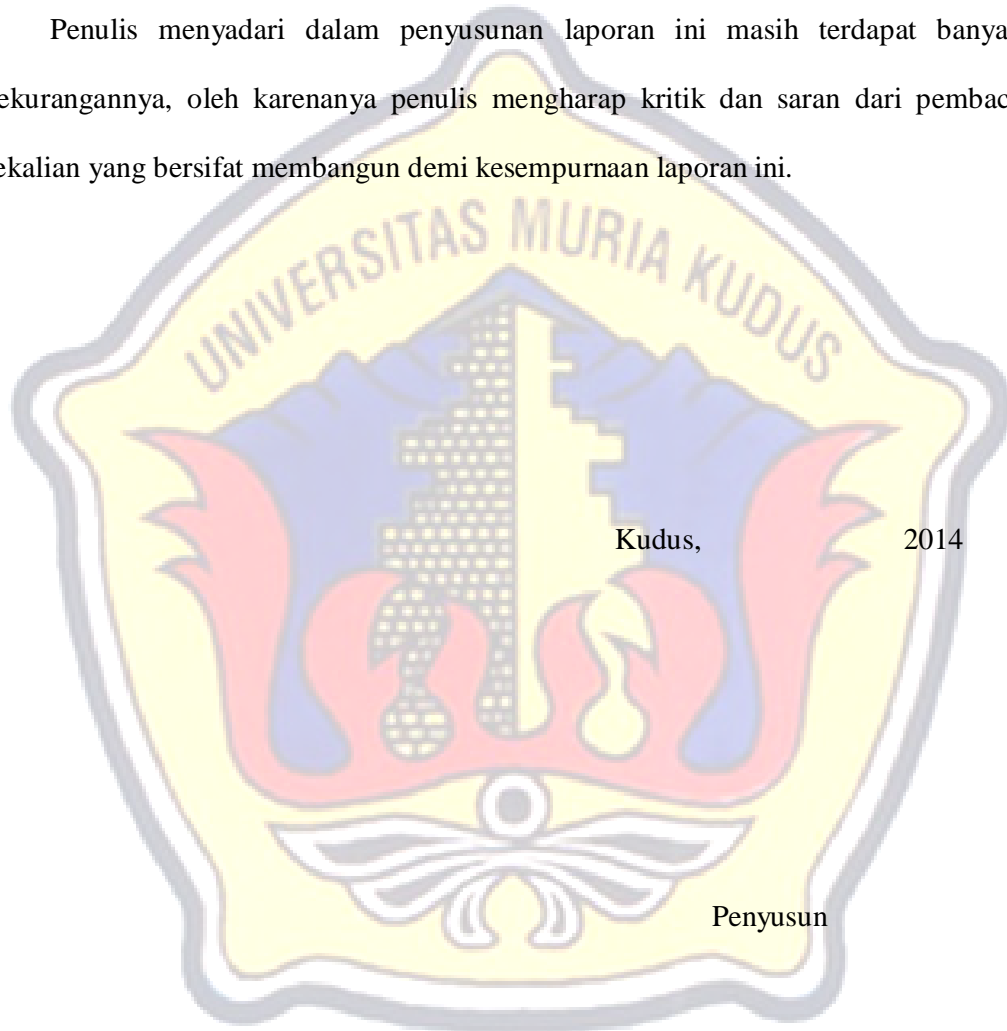 Penulis menyadari dalam penyusunan laporan ini masih terdapat banya
ekurangannya, oleh karenanya penulis mengharap kritik dan saran dari pembac
ekalian yang bersifat membangun demi kesempurnaan laporan ini.
UNIVERSITAS MURIA KUDUS
Kudus, 2014
Penyusun